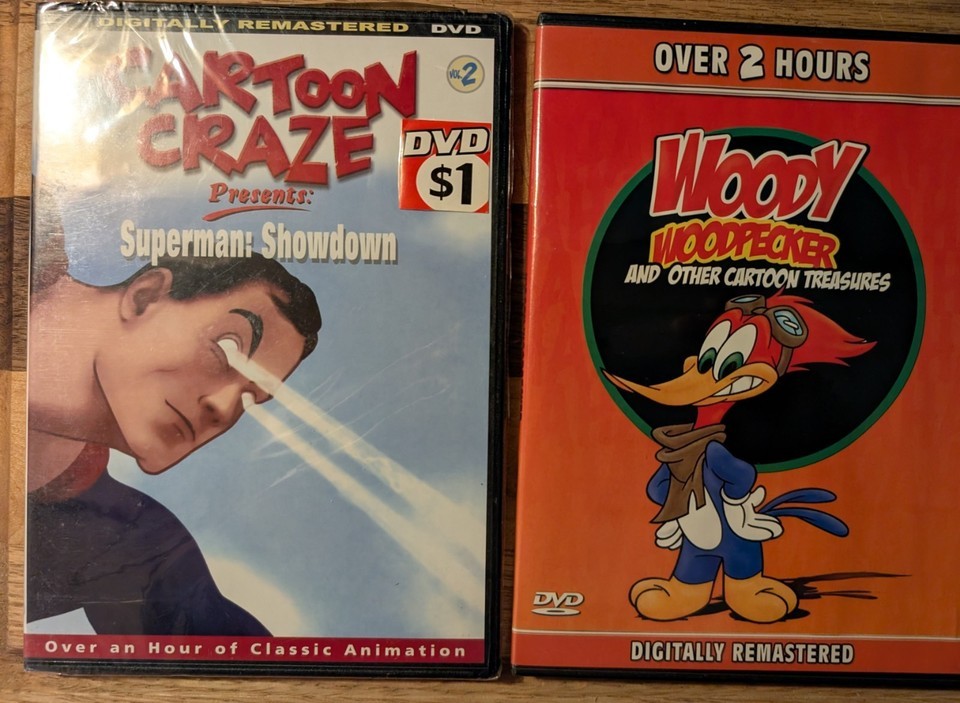 DIGITALLY REMASTERED DVD
CARTOON
CRAZE
VOL. 2
Presents:
DVD
$1
Superman: Showdown
Over an Hour of Classic Animation
OVER 2 HOURS
WOODY
WOODPECKER
AND OTHER CARTOON TREASURES
DVD
DIGITALLY REMASTERED